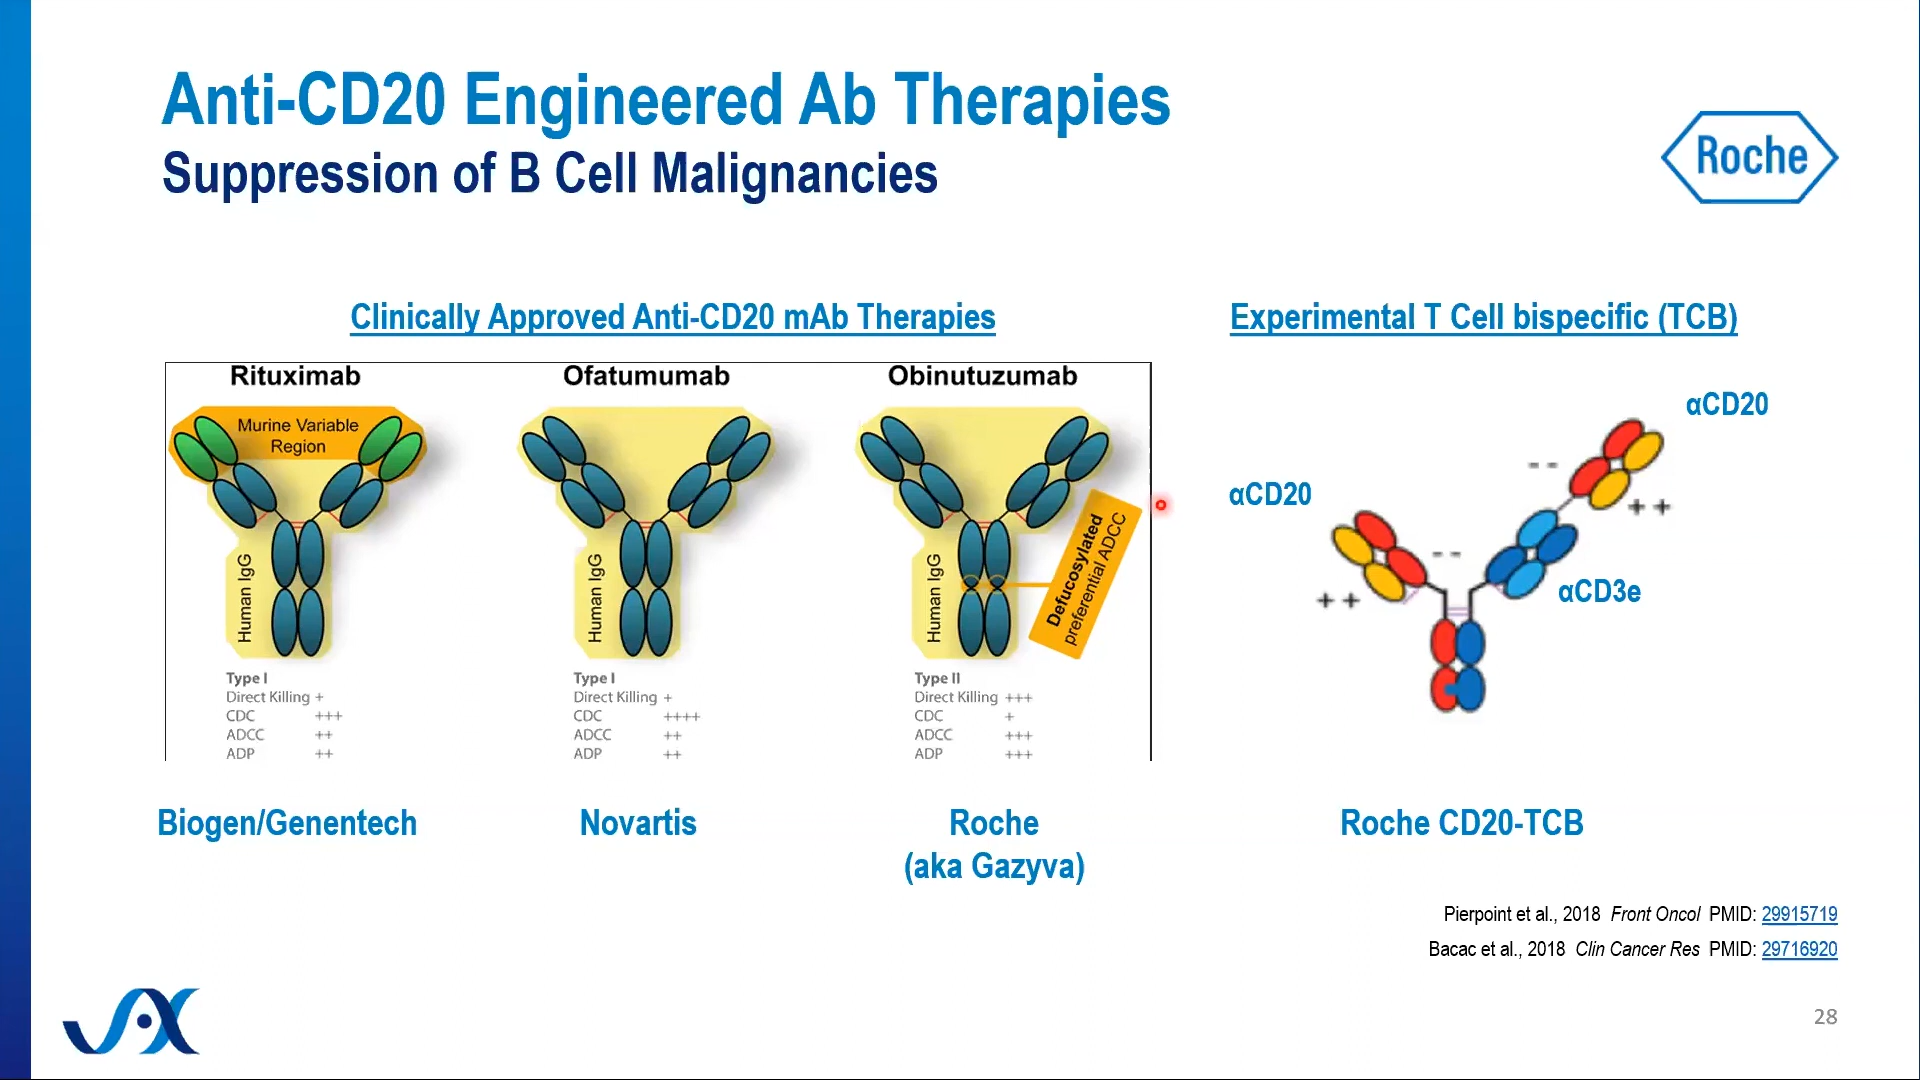 Anti-CD20 Engineered Ab Therapies
Suppression of B Cell Malignancies
Roche
Clinically Approved Anti-CD20 mAb Therapies
Experimental T Cell bispecific (TCB)
Rituximab
Murine Variable
Region
Human IgG
Type I
Direct Killing +
CDC +++
ADCC ++
ADP ++
Ofatumumab
Human IgG
Type I
Direct Killing +
CDC ++++
ADCC ++
ADP ++
Obinutuzumab
Human IgG
Defucosylated
preferential ADCC
Type II
Direct Killing +++
CDC +
ADCC +++
ADP +++
αCD20
- -
+ +
αCD20
- -
+ +
αCD3e
Biogen/Genentech
Novartis
Roche
(aka Gazyva)
Roche CD20-TCB
Pierpoint et al., 2018 Front Oncol PMID: 29915719
Bacac et al., 2018 Clin Cancer Res PMID: 29716920
JAX
28